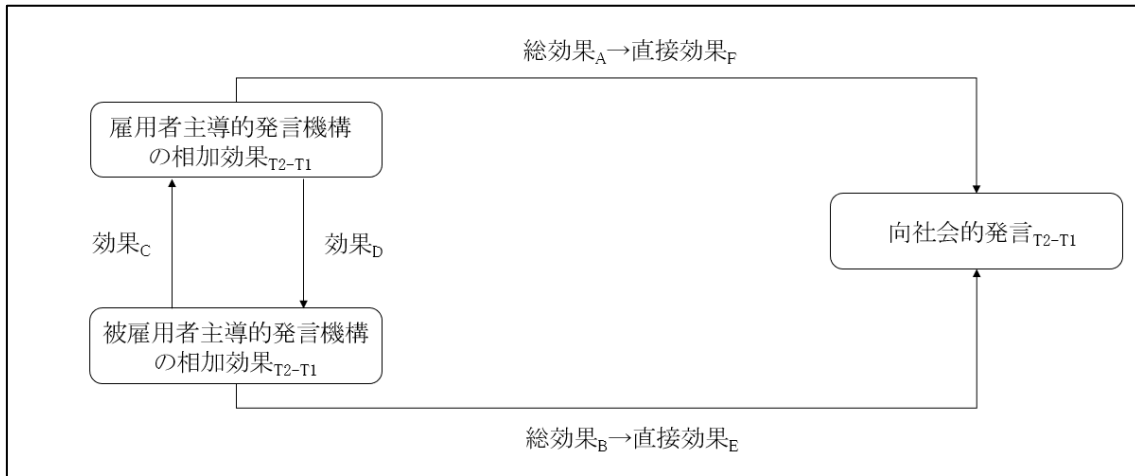 総効果A→直接効果F
雇用者主導的発言機構
の相加効果T2-T1
効果C
効果D
向社会的発言T2-T1
被雇用者主導的発言機構
の相加効果T2-T1
総効果B→直接効果E